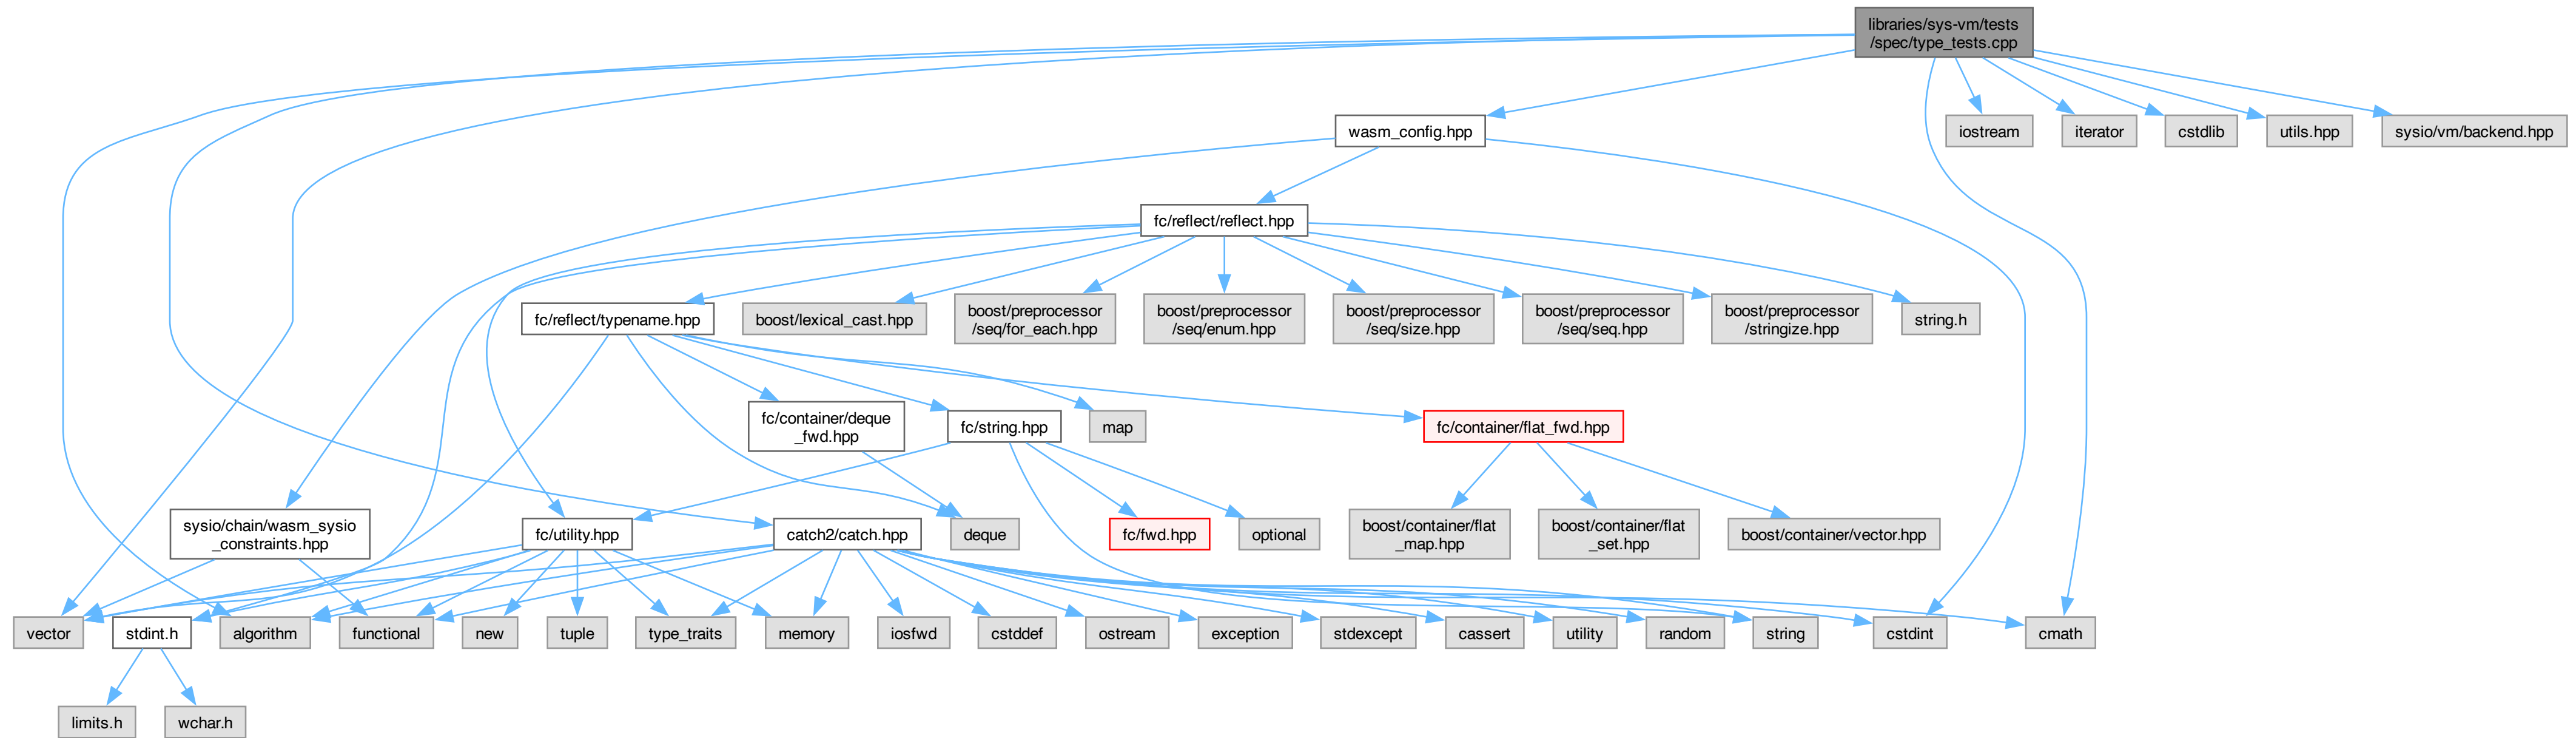 libraries/sys-vm/tests
/spec/type_tests.cpp
wasm_config.hpp
iostream
iterator
cstdlib
utils.hpp
sysio/vm/backend.hpp
fc/reflect/reflect.hpp
fc/reflect/typename.hpp
boost/lexical_cast.hpp
boost/preprocessor
/seq/for_each.hpp
boost/preprocessor
/seq/enum.hpp
boost/preprocessor
/seq/size.hpp
boost/preprocessor
/seq/seq.hpp
boost/preprocessor
/stringize.hpp
string.h
fc/container/deque
_fwd.hpp
fc/string.hpp
map
fc/container/flat_fwd.hpp
sysio/chain/wasm_sysio
_constraints.hpp
fc/utility.hpp
catch2/catch.hpp
deque
fc/fwd.hpp
optional
boost/container/flat
_map.hpp
boost/container/flat
_set.hpp
boost/container/vector.hpp
vector
stdint.h
algorithm
functional
new
tuple
type_traits
memory
iosfwd
cstddef
ostream
exception
stdexcept
cassert
utility
random
string
cstdint
cmath
limits.h
wchar.h